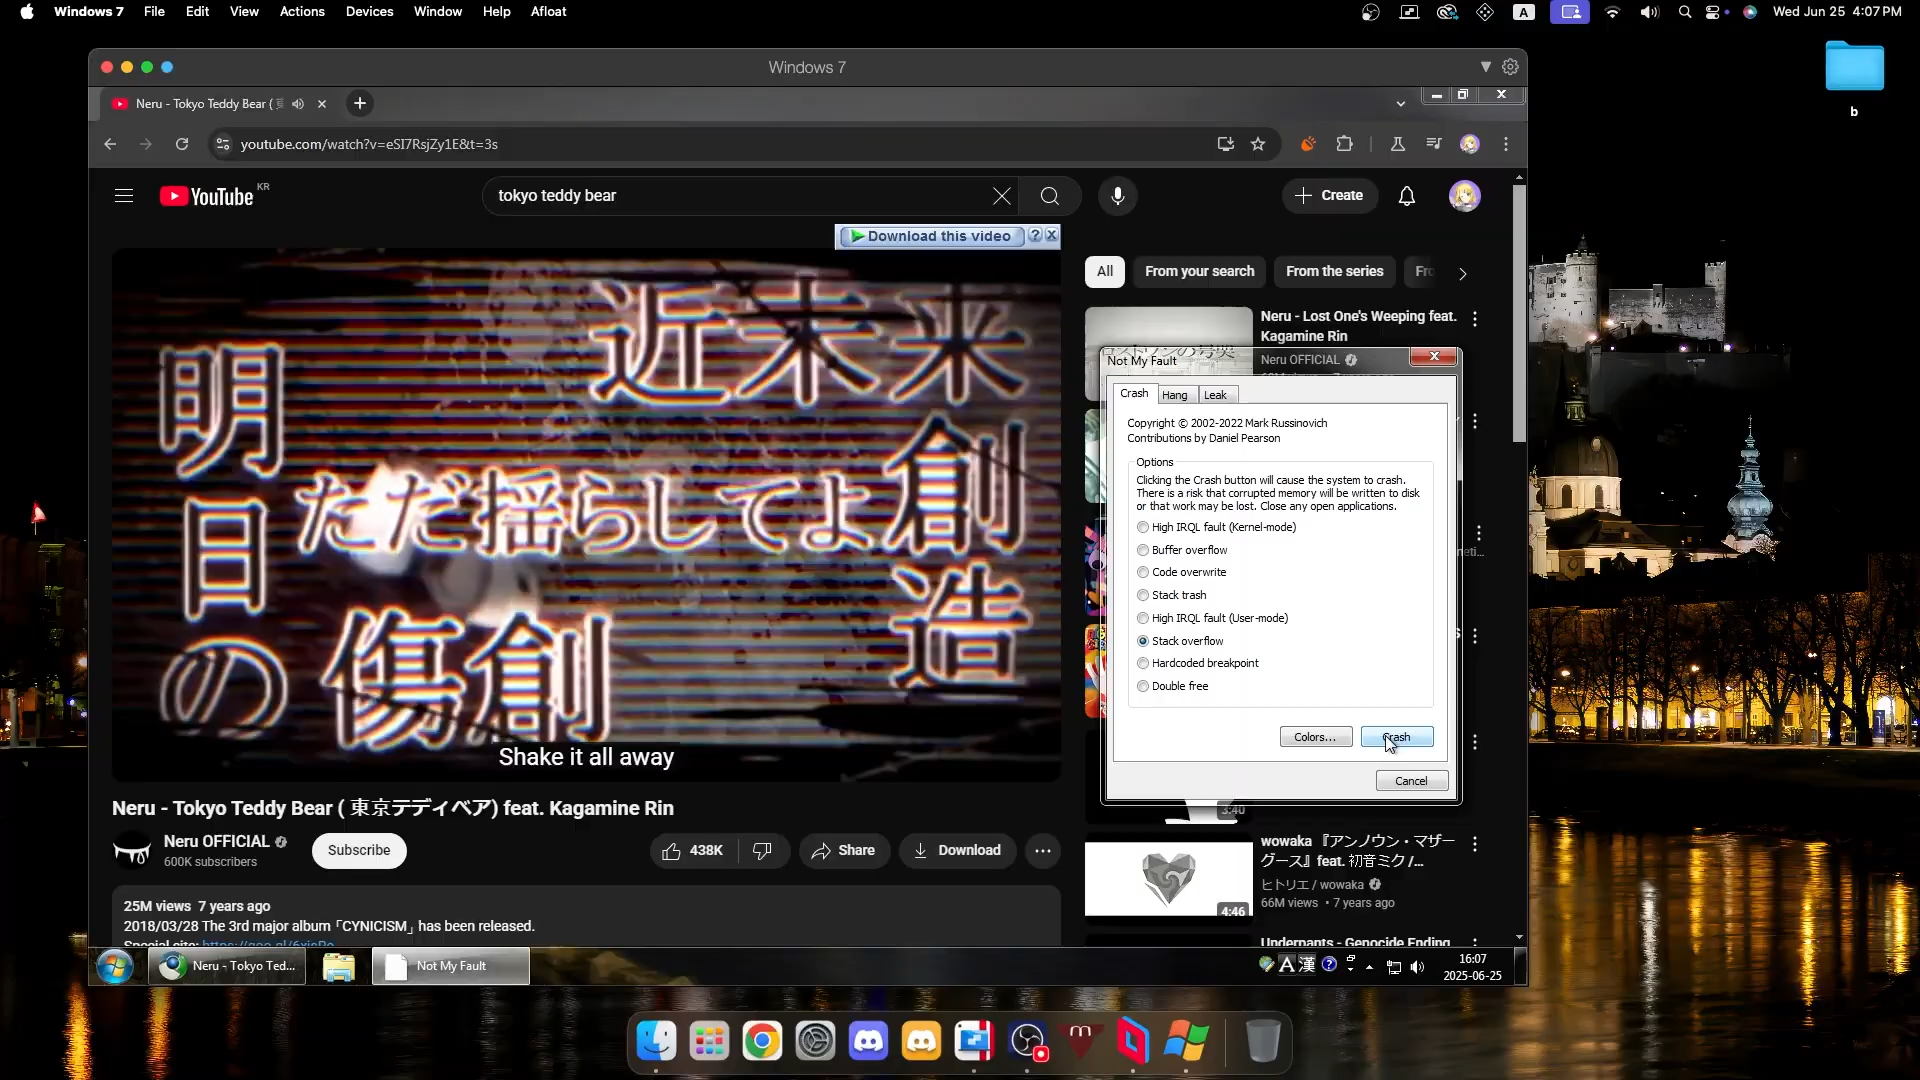 Windows 7 File Edit View Actions Devices Window Help Afloat
A
Wed Jun 25 4:07 PM
b
Windows 7
Neru - Tokyo Teddy Bear (
youtube.com/watch?v=eSI7RsjZy1E&t=3s
YouTube KR
tokyo teddy bear
Create
Download this video
All From your search From the series Fro
近未来
創造
明日の
ただ揺らしてよ
傷創
Shake it all away
Neru - Lost One's Weeping feat.
Kagamine Rin
Neru OFFICIAL
Not My Fault
Crash Hang Leak
Copyright © 2002-2022 Mark Russinovich
Contributions by Daniel Pearson
Options
Clicking the Crash button will cause the system to crash.
There is a risk that corrupted memory will be written to disk
or that work may be lost. Close any open applications.
High IRQL fault (Kernel-mode)
Buffer overflow
Code overwrite
Stack trash
High IRQL fault (User-mode)
Stack overflow
Hardcoded breakpoint
Double free
Colors... Crash
Cancel
3:40
Neru - Tokyo Teddy Bear ( 東京テディベア) feat. Kagamine Rin
Neru OFFICIAL
600K subscribers
Subscribe
438K
Share
Download
25M views 7 years ago
2018/03/28 The 3rd major album「CYNICISM」has been released.
Special site:
wowaka 『アンノウン・マザー
グース』feat. 初音ミク /...
ヒトリエ / wowaka
66M views • 7 years ago
4:46
Underpants - Genocide Ending
Neru - Tokyo Ted...
Not My Fault
A漢
16:07
2025-06-25